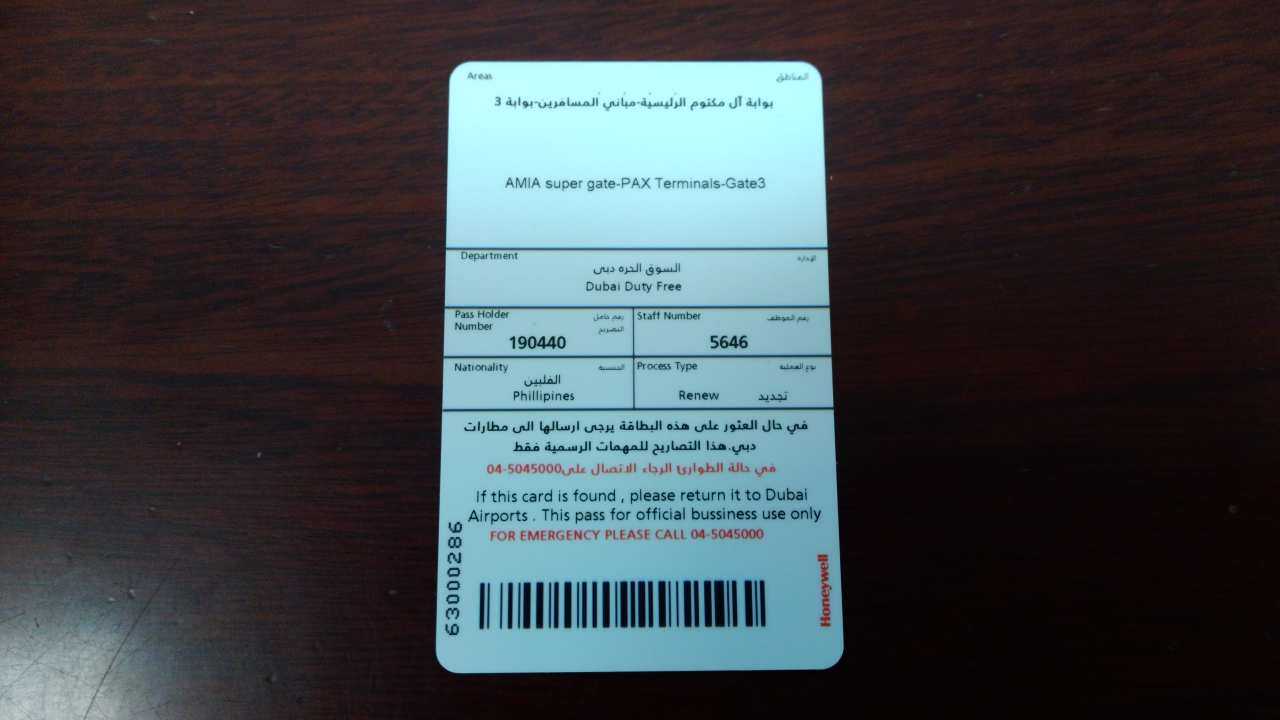 Areas المناطق
بوابة آل مكتوم الرئيسية-مباني المسافرين-بوابة 3
AMIA super gate-PAX Terminals-Gate3
Department الإدارة
السوق الحره دبى
Dubai Duty Free
Pass Holder Number رقم حامل التصريح
190440
Staff Number رقم الموظف
5646
Nationality الجنسية
الفلبين
Phillipines
Process Type نوع العملية
Renew تجديد
في حال العثور على هذه البطاقة يرجى ارسالها الى مطارات
دبي.هذا التصاريح للمهمات الرسمية فقط
في حالة الطوارئ الرجاء الاتصال على04-5045000
If this card is found , please return it to Dubai
Airports . This pass for official bussiness use only
FOR EMERGENCY PLEASE CALL 04-5045000
63000286
Honeywell